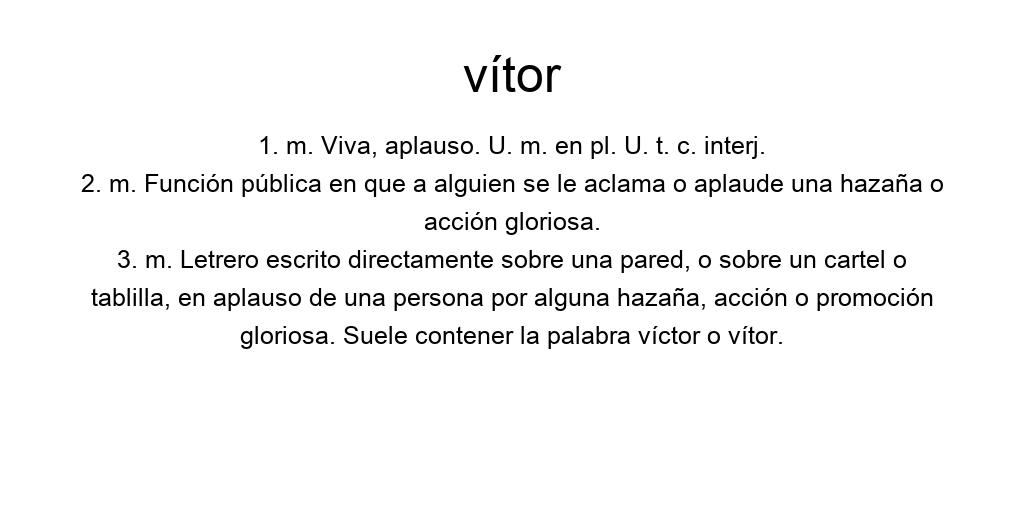 vítor
1. m. Viva, aplauso. U. m. en pl. U. t. c. interj.
2. m. Función pública en que a alguien se le aclama o aplaude una hazaña o
acción gloriosa.
3. m. Letrero escrito directamente sobre una pared, o sobre un cartel o
tablilla, en aplauso de una persona por alguna hazaña, acción o promoción
gloriosa. Suele contener la palabra víctor o vítor.